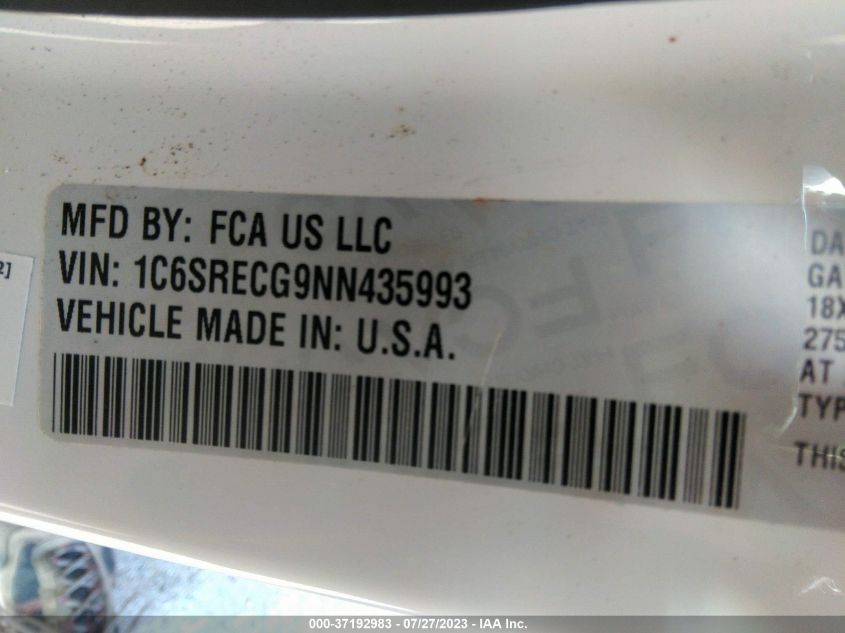 MFD BY: FCA US LLC
VIN: 1C6SRECG9NN435993
VEHICLE MADE IN: U.S.A.
2]
DA
GA
18X
275
AT
TYP
THIS
000-37192983 - 07/27/2023 - IAA Inc.